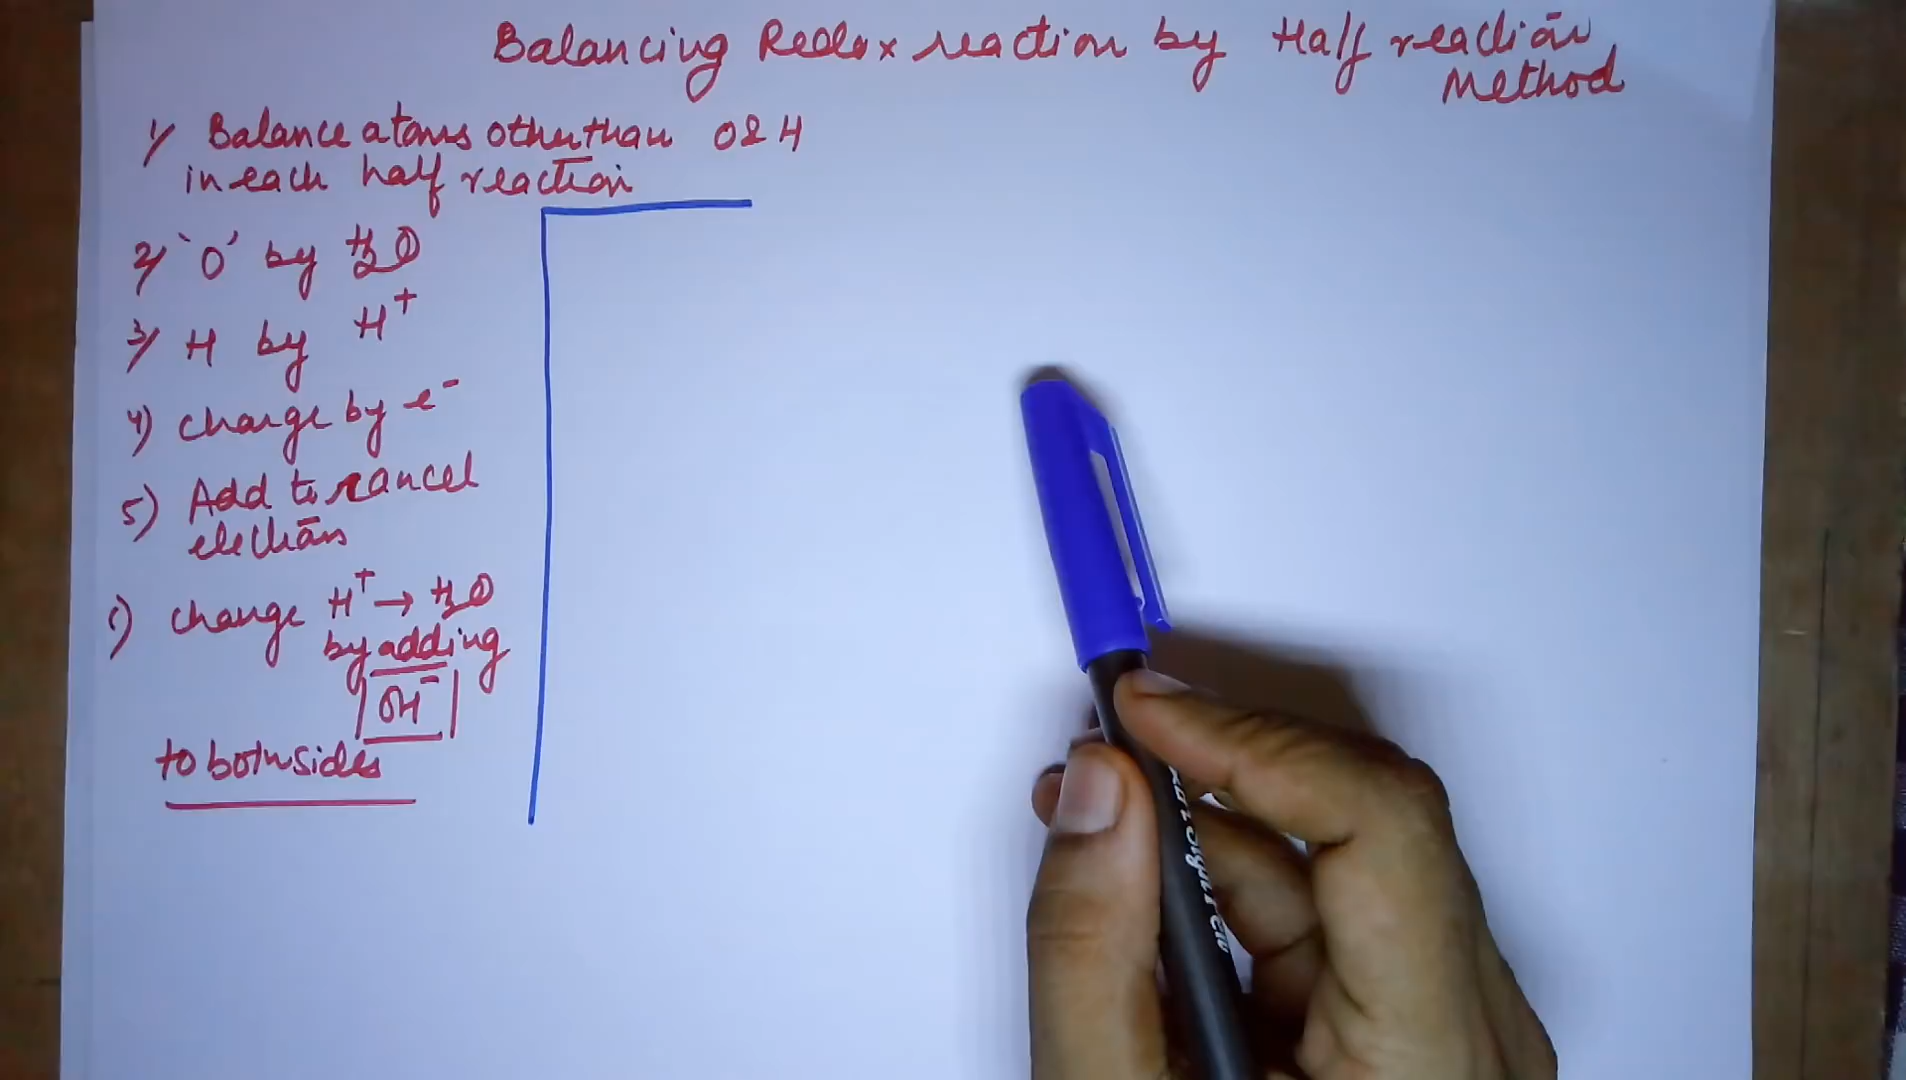 Balancing Redox reaction by Half reaction
Method
1) Balance atoms other than O & H
in each half reaction
2) 'O' by H2O
3) H by H+
4) Charge by e-
5) Add to cancel
electrons
change H+ → H2O
by adding
OH-
to both sides